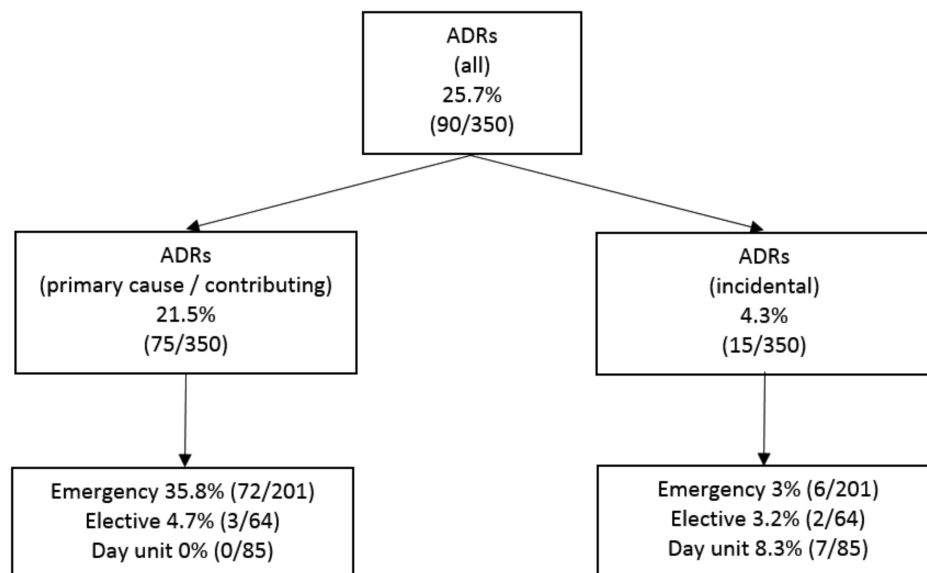 ADRs
(all)
25.7%
(90/350)
ADRs
(primary cause / contributing)
21.5%
(75/350)
ADRs
(incidental)
4.3%
(15/350)
Emergency 35.8% (72/201)
Elective 4.7% (3/64)
Day unit 0% (0/85)
Emergency 3% (6/201)
Elective 3.2% (2/64)
Day unit 8.3% (7/85)